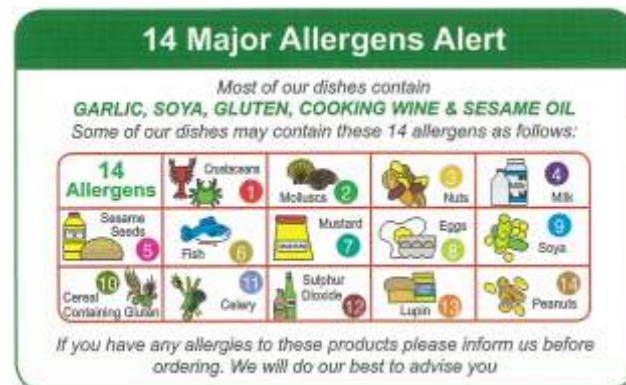 14 Major Allergens Alert
Most of our dishes contain
GARLIC, SOYA, GLUTEN, COOKING WINE & SESAME OIL
Some of our dishes may contain these 14 allergens as follows:
14
Allergens
Crustaceans
1
Molluscs
2
3
Nuts
4
Milk
Sesame
Seeds
5
Fish
6
Mustard
7
Eggs
8
9
Soya
10
Cereal
Containing Gluten
11
Celery
Sulphur
Dioxide
12
Lupin
13
14
Peanuts
If you have any allergies to these products please inform us before
ordering. We will do our best to advise you